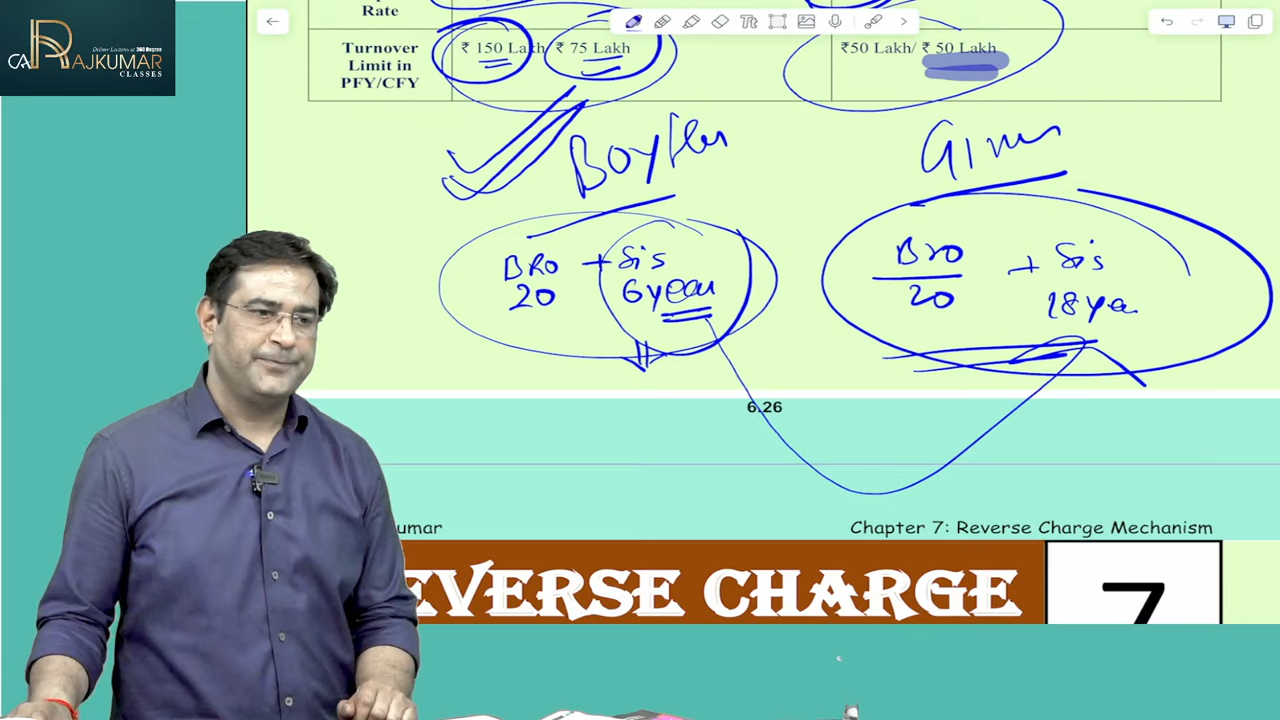 Deliver Lectures at 360 Degree
CA RAJKUMAR
CLASSES
Rate
Turnover Limit in PFY/CFY
₹ 150 Lakh ₹ 75 Lakh
₹50 Lakh/ ₹ 50 Lakh
BRO + Sis
20 6year
Bro + Sis
20 18yea
6.26
umar
Chapter 7: Reverse Charge Mechanism
EVERSE CHARGE
7